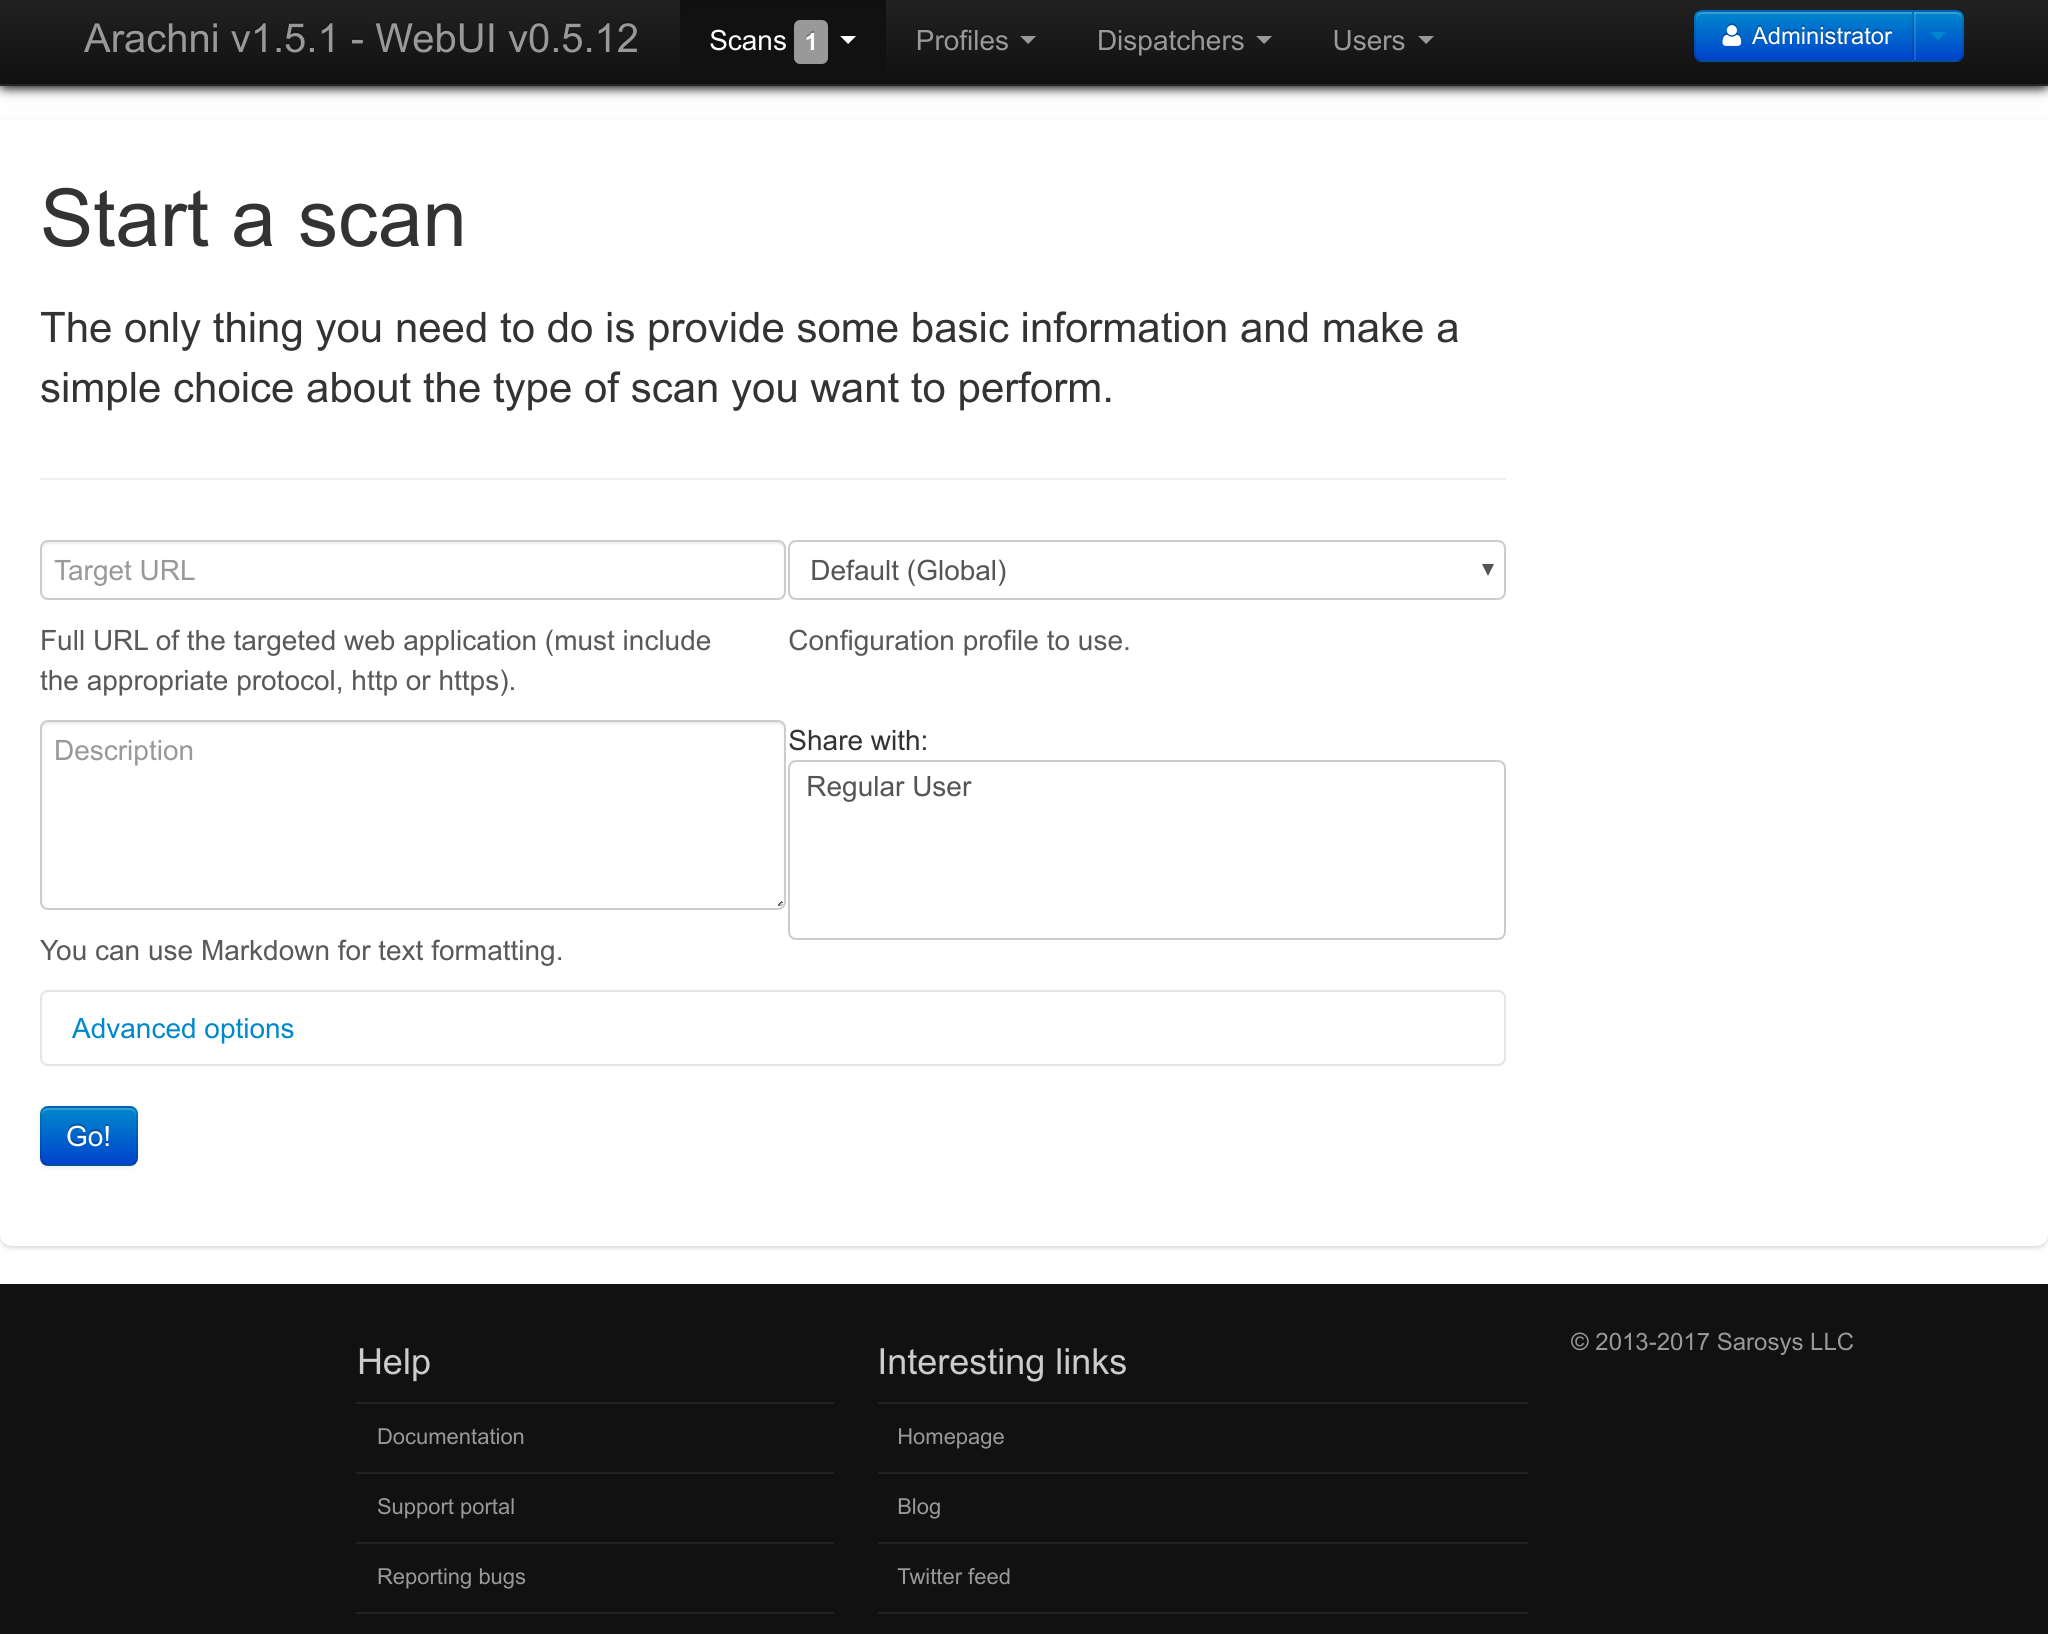 Arachni v1.5.1 - WebUI v0.5.12 Scans 1 Profiles Dispatchers Users Administrator
Start a scan
The only thing you need to do is provide some basic information and make a
simple choice about the type of scan you want to perform.
Target URL
Default (Global)
Full URL of the targeted web application (must include
the appropriate protocol, http or https).
Configuration profile to use.
Description
Share with:
Regular User
You can use Markdown for text formatting.
Advanced options
Go!
Help
Documentation
Support portal
Reporting bugs
Interesting links
Homepage
Blog
Twitter feed
© 2013-2017 Sarosys LLC